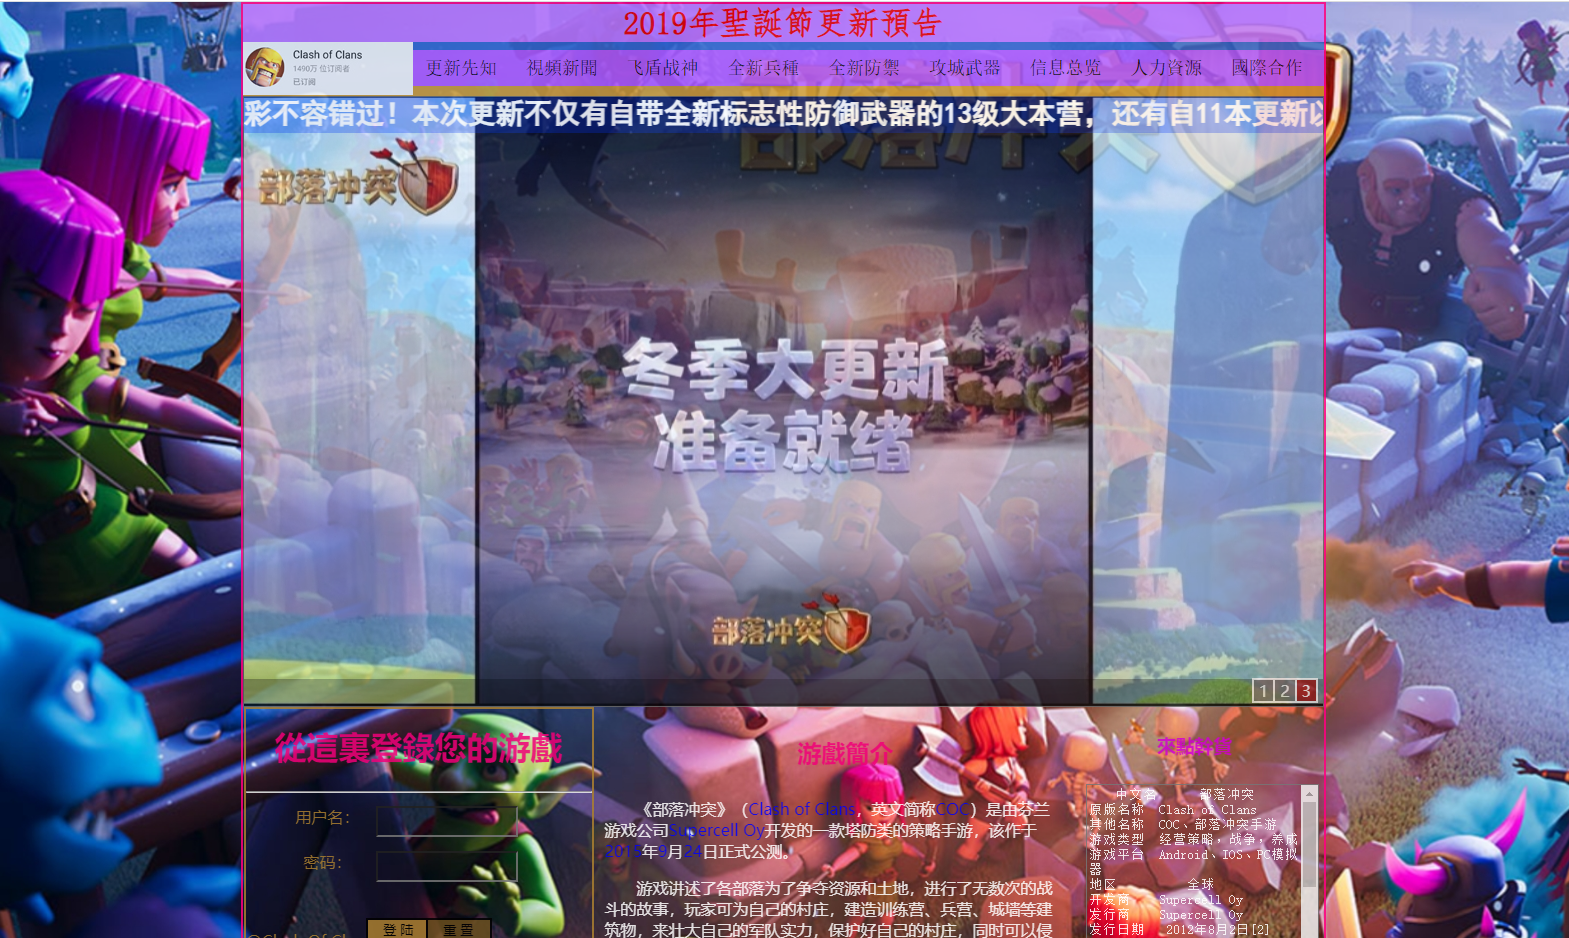 2019年聖誕節更新預告
Clash of Clans
1490万 位订阅者
已订阅
更新先知 視頻新聞 飞盾战神 全新兵種 全新防禦 攻城武器 信息总览 人力資源 國際合作
彩不容错过！本次更新不仅有自带全新标志性防御武器的13级大本营，还有自11本更新以
部落冲突
部落冲突
冬季大更新
准备就绪
部落冲突
1 2 3
從這裏登錄您的游戲
用户名：
密码：
登 陆 重 置
游戲簡介
《部落冲突》（Clash of Clans，英文简称COC）是由芬兰
游戏公司Supercell Oy开发的一款塔防类的策略手游，该作于
2015年9月24日正式公测。
游戏讲述了各部落为了争夺资源和土地，进行了无数次的战
斗的故事，玩家可为自己的村庄，建造训练营、兵营、城墙等建
筑物，来壮大自己的军队实力，保护好自己的村庄，同时可以侵
來點幹貨
中文名 部落冲突
原版名称 Clash of Clans
其他名称 COC、部落冲突手游
游戏类型 经营策略，战争，养成
游戏平台 Android、IOS、PC模拟
器
地区 全球
开发商 Supercell Oy
发行商 Supercell Oy
发行日期 2012年8月2日[2]